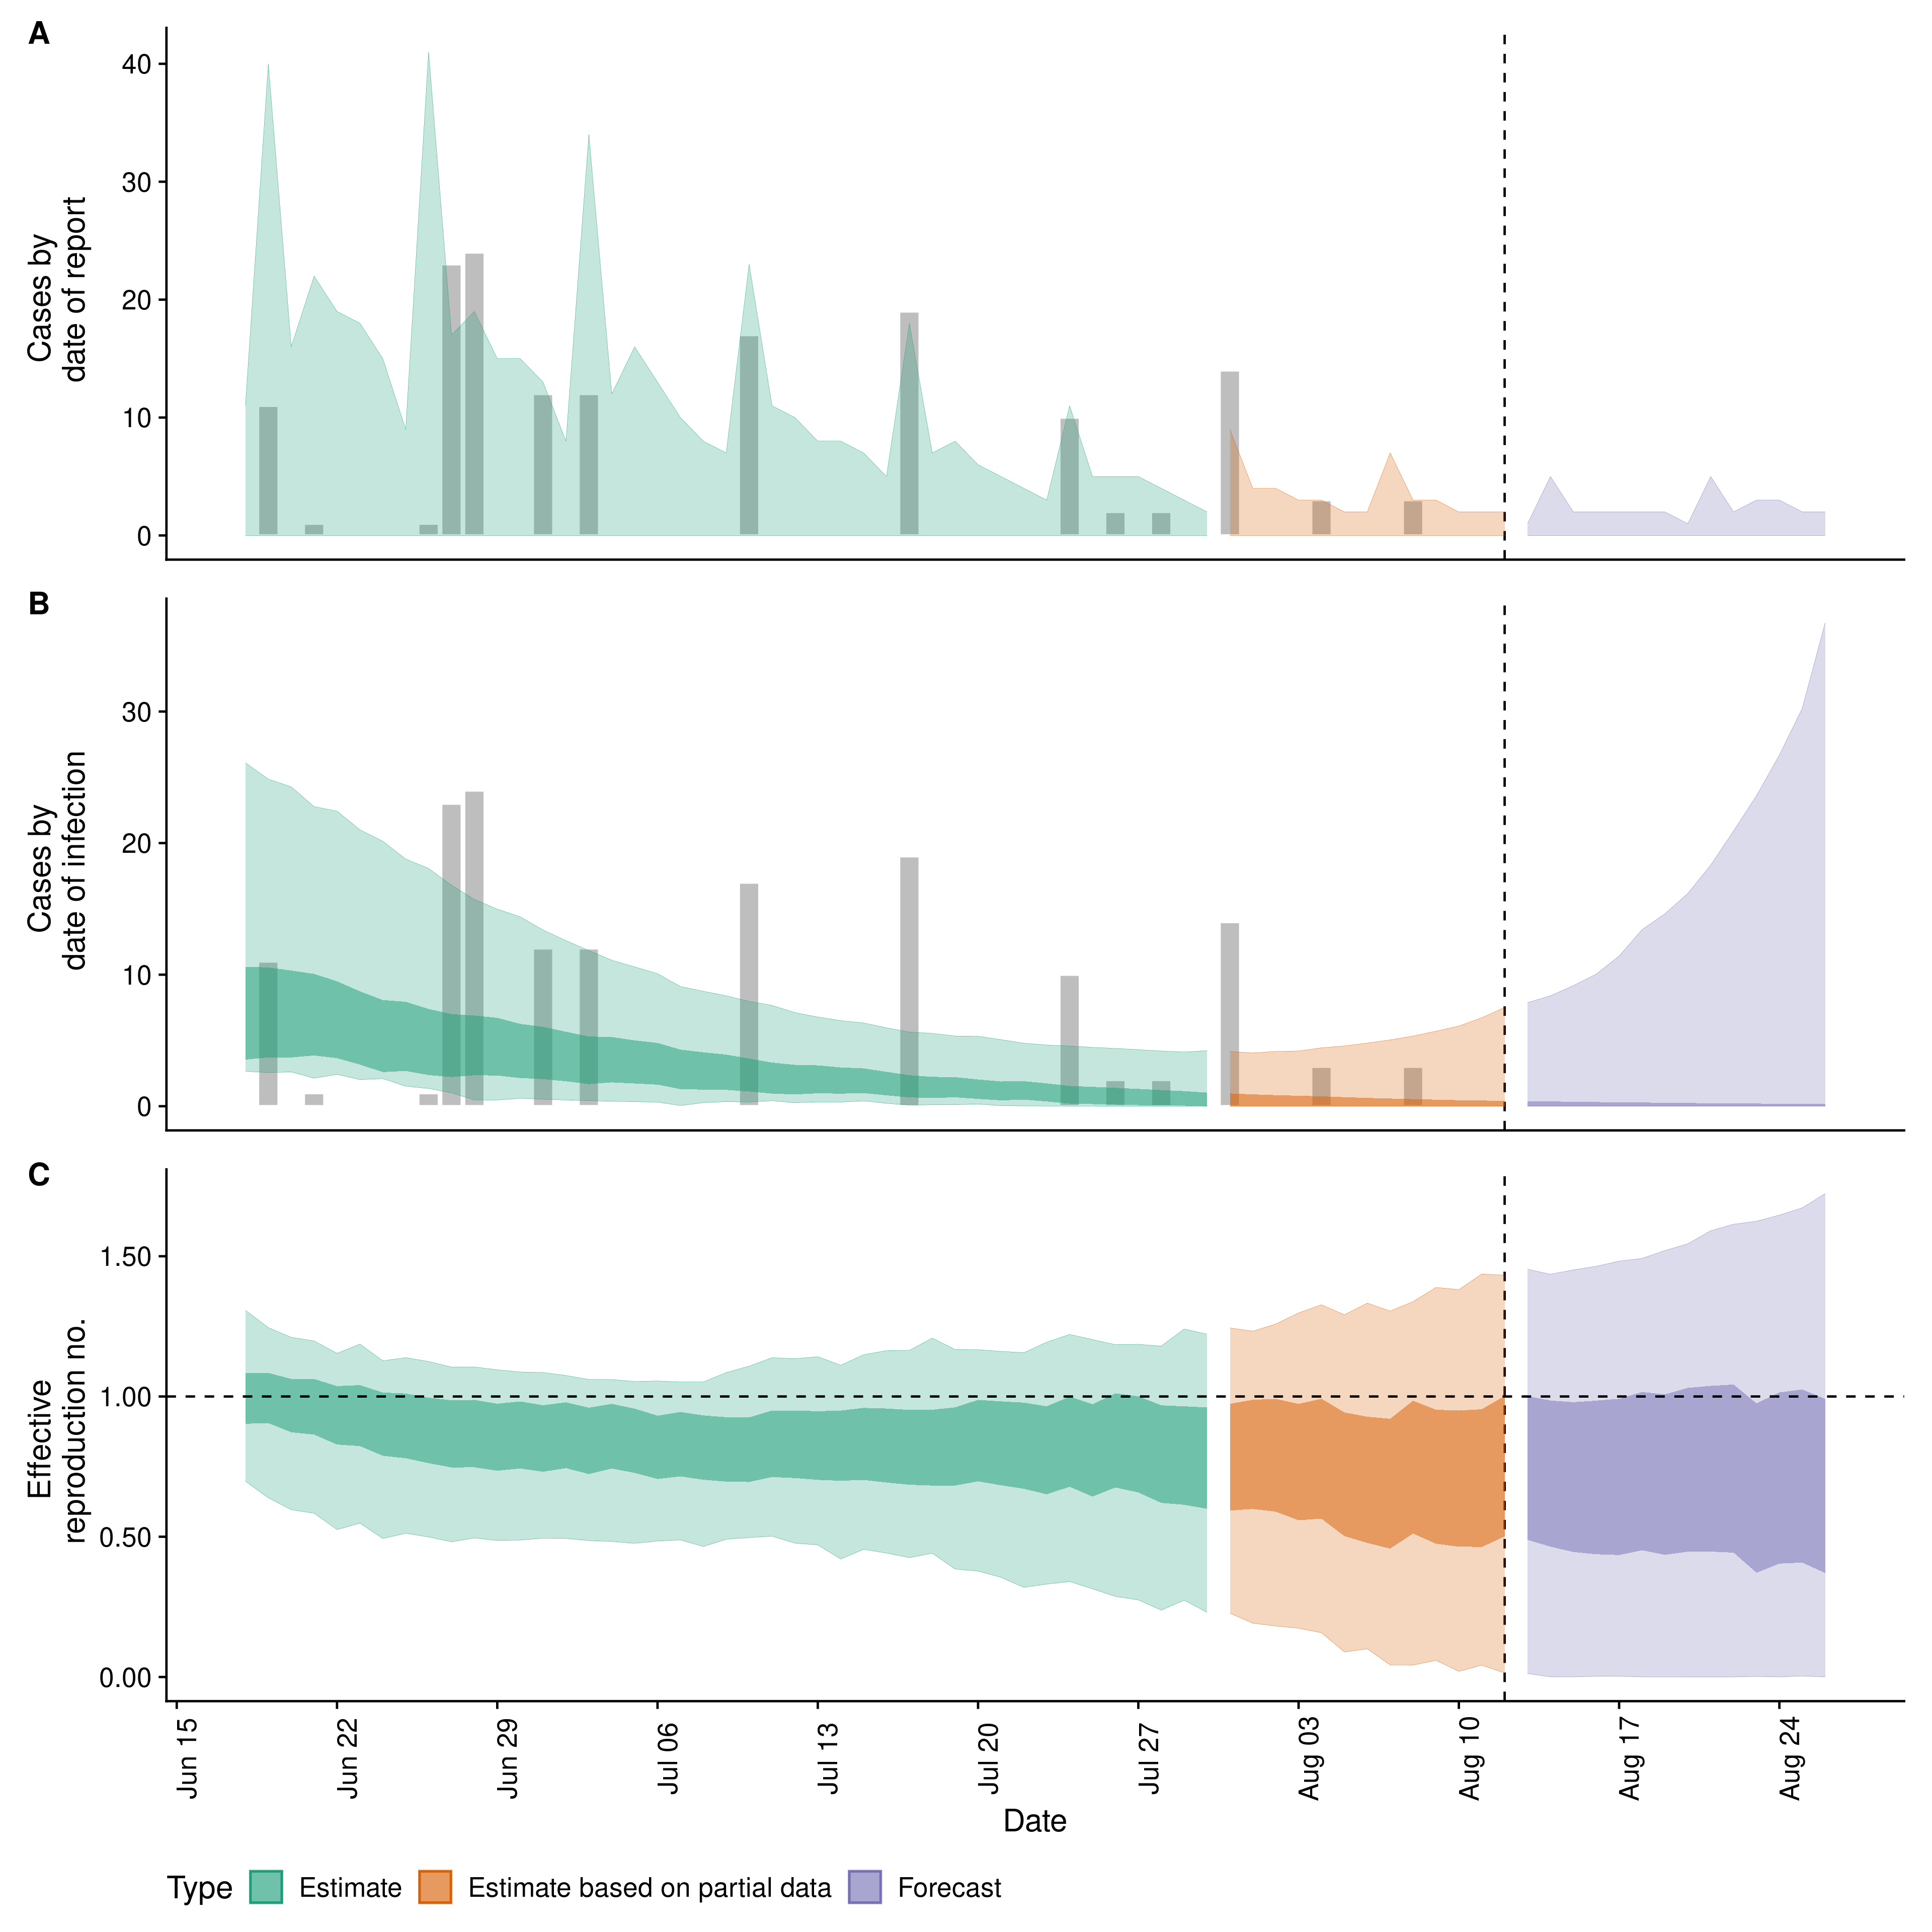 A
Cases by
date of report
40
30
20
10
0
B
Cases by
date of infection
30
20
10
0
C
Effective
reproduction no.
1.50
1.00
0.50
0.00
Jun 15
Jun 22
Jun 29
Jul 06
Jul 13
Jul 20
Jul 27
Aug 03
Aug 10
Aug 17
Aug 24
Date
Type Estimate Estimate based on partial data Forecast